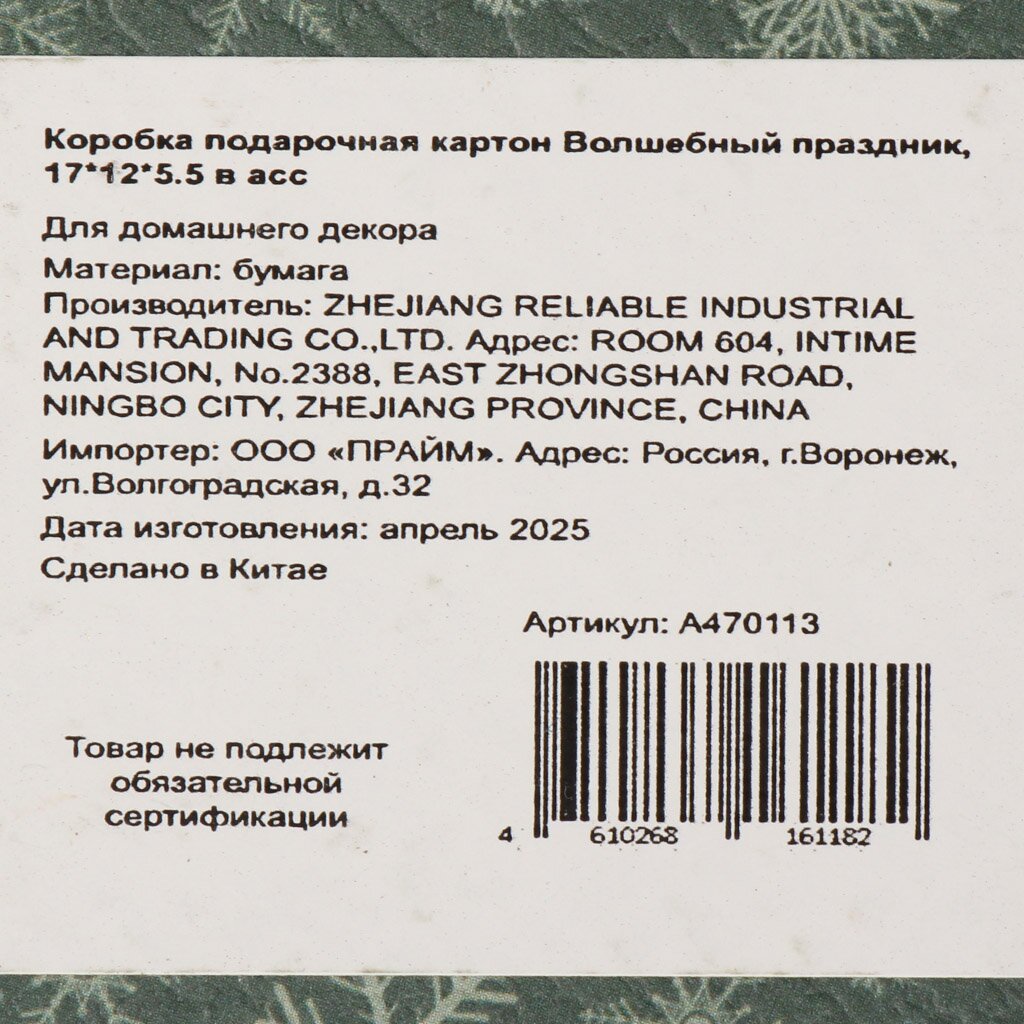 Коробка подарочная картон Волшебный праздник,
17*12*5.5 в асс
Для домашнего декора
Материал: бумага
Производитель: ZHEJIANG RELIABLE INDUSTRIAL
AND TRADING CO.,LTD. Адрес: ROOM 604, INTIME
MANSION, No.2388, EAST ZHONGSHAN ROAD,
NINGBO CITY, ZHEJIANG PROVINCE, CHINA
Импортер: ООО «ПРАЙМ». Адрес: Россия, г.Воронеж,
ул.Волгоградская, д.32
Дата изготовления: апрель 2025
Сделано в Китае
Артикул: А470113
Товар не подлежит
обязательной
сертификации
4 610268 161182